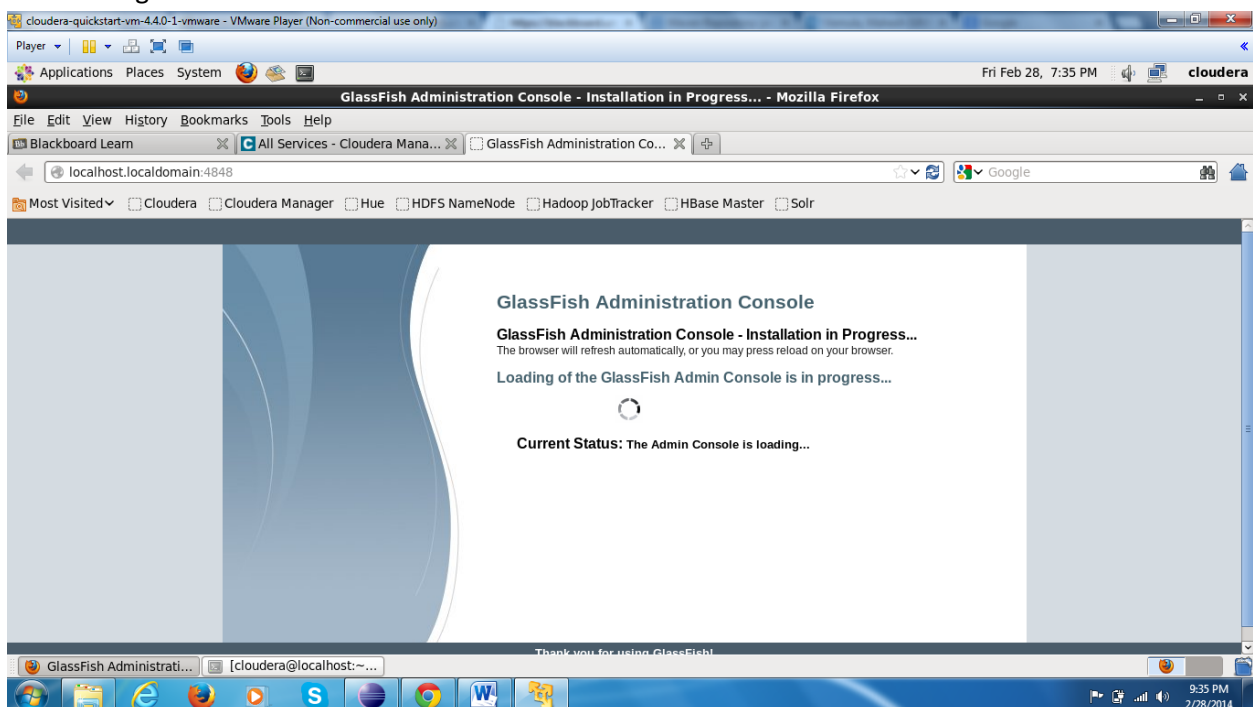 cloudera-quickstart-vm-4.4.0-1-vmware - VMware Player (Non-commercial use only)
Player
Applications Places System Fri Feb 28, 7:35 PM cloudera
GlassFish Administration Console - Installation in Progress... - Mozilla Firefox
File Edit View History Bookmarks Tools Help
Blackboard Learn All Services - Cloudera Mana... GlassFish Administration Co...
localhost.localdomain:4848 Google
Most Visited Cloudera Cloudera Manager Hue HDFS NameNode Hadoop JobTracker HBase Master Solr
GlassFish Administration Console
GlassFish Administration Console - Installation in Progress...
The browser will refresh automatically, or you may press reload on your browser.
Loading of the GlassFish Admin Console is in progress...
Current Status: The Admin Console is loading...
Thank you for using GlassFish!
GlassFish Administrati... [cloudera@localhost:~...
9:35 PM
2/28/2014